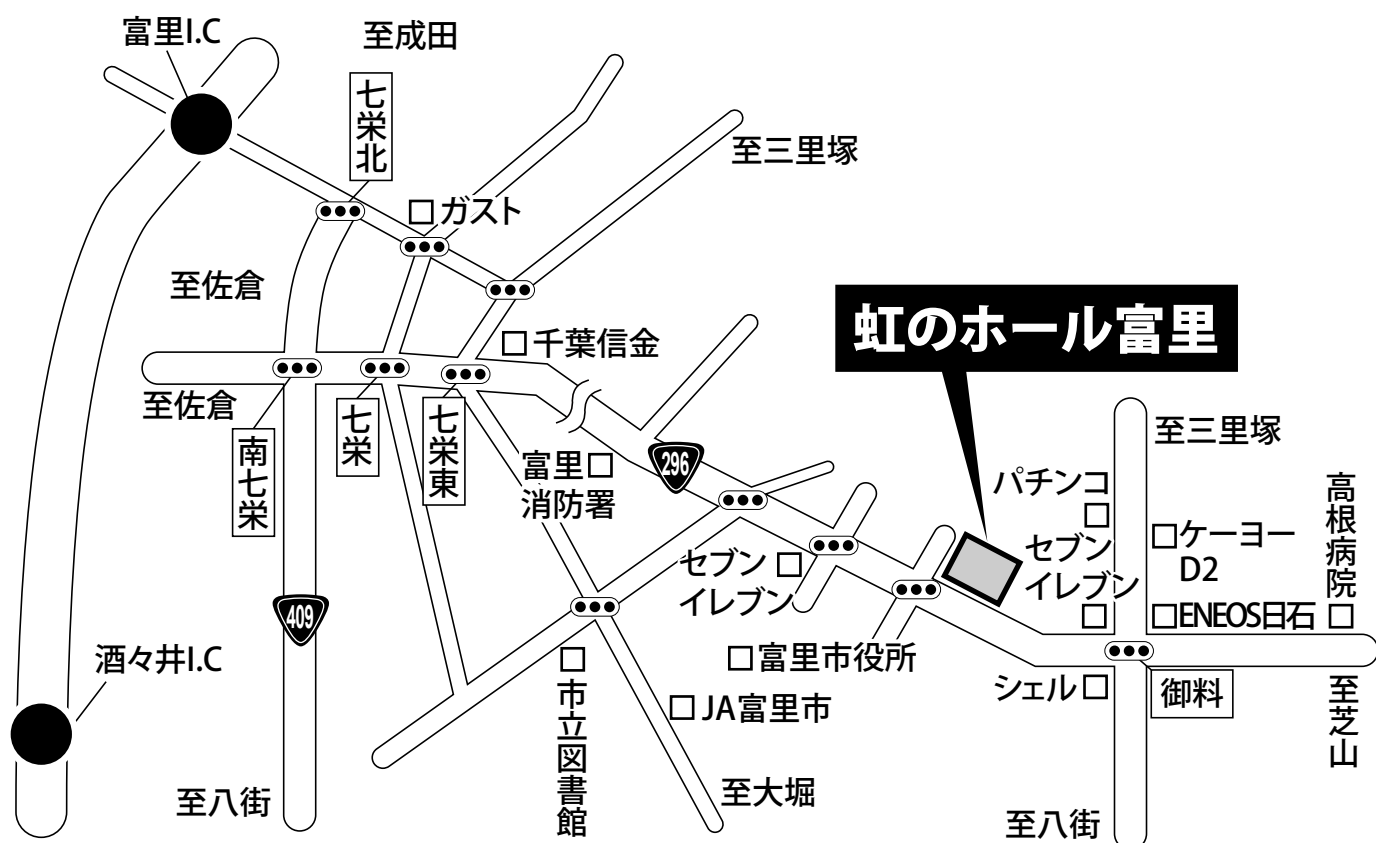 富里I.C
至成田
七栄北
至三里塚
ガスト
至佐倉
千葉信金
虹のホール富里
至佐倉
七栄
七栄東
南七栄
富里
消防署
296
至三里塚
パチンコ
高根病院
セブン
イレブン
ケーヨー
D2
セブン
イレブン
ENEOS日石
409
酒々井I.C
富里市役所
シェル
御料
至芝山
市立図書館
JA富里市
至大堀
至八街
至八街